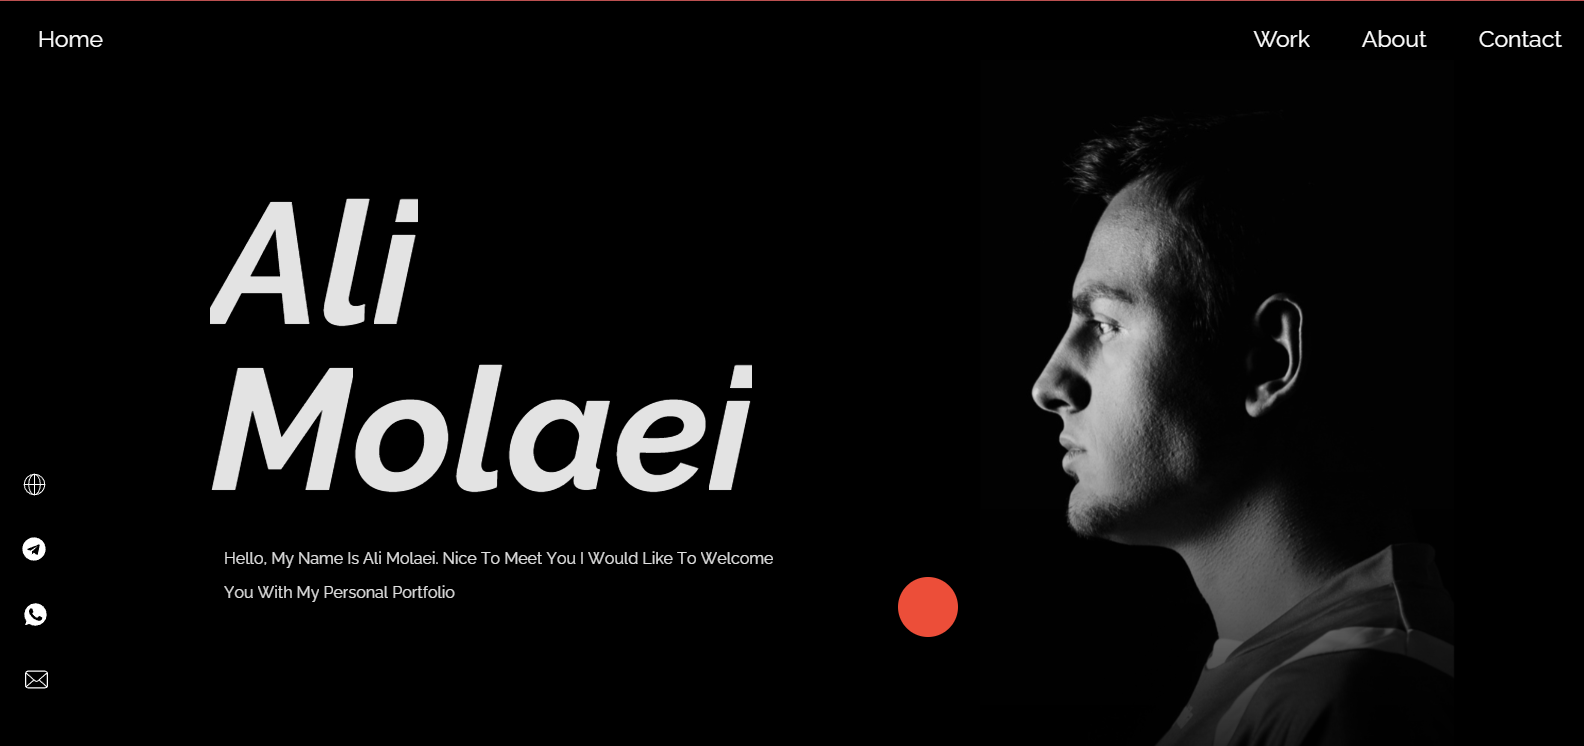 Home
Work
About
Contact
Ali
Molaei
Hello, My Name Is Ali Molaei. Nice To Meet You I Would Like To Welcome
You With My Personal Portfolio